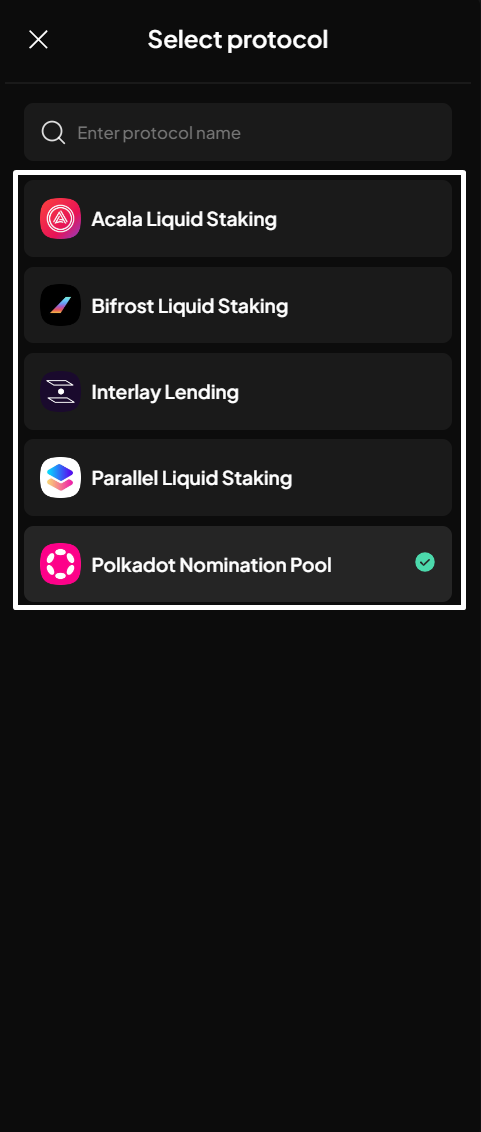 Select protocol
Enter protocol name
Acala Liquid Staking
Bifrost Liquid Staking
Interlay Lending
Parallel Liquid Staking
Polkadot Nomination Pool